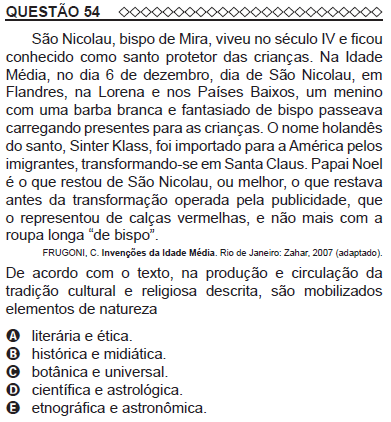 QUESTÃO 54
São Nicolau, bispo de Mira, viveu no século IV e ficou
conhecido como santo protetor das crianças. Na Idade
Média, no dia 6 de dezembro, dia de São Nicolau, em
Flandres, na Lorena e nos Países Baixos, um menino
com uma barba branca e fantasiado de bispo passeava
carregando presentes para as crianças. O nome holandês
do santo, Sinter Klass, foi importado para a América pelos
imigrantes, transformando-se em Santa Claus. Papai Noel
é o que restou de São Nicolau, ou melhor, o que restava
antes da transformação operada pela publicidade, que
o representou de calças vermelhas, e não mais com a
roupa longa “de bispo”.
FRUGONI, C. Invenções da Idade Média. Rio de Janeiro: Zahar, 2007 (adaptado).
De acordo com o texto, na produção e circulação da
tradição cultural e religiosa descrita, são mobilizados
elementos de natureza
A literária e ética.
B histórica e midiática.
C botânica e universal.
D científica e astrológica.
E etnográfica e astronômica.